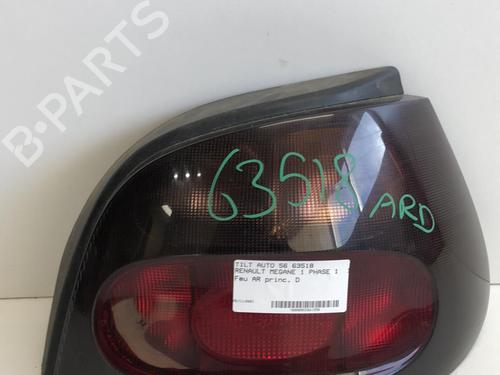 B-PARTS
63518
ARD
TILT AUTO 56 63518
RENAULT MEGANE 1 PHASE 1
Feu AR princ. D